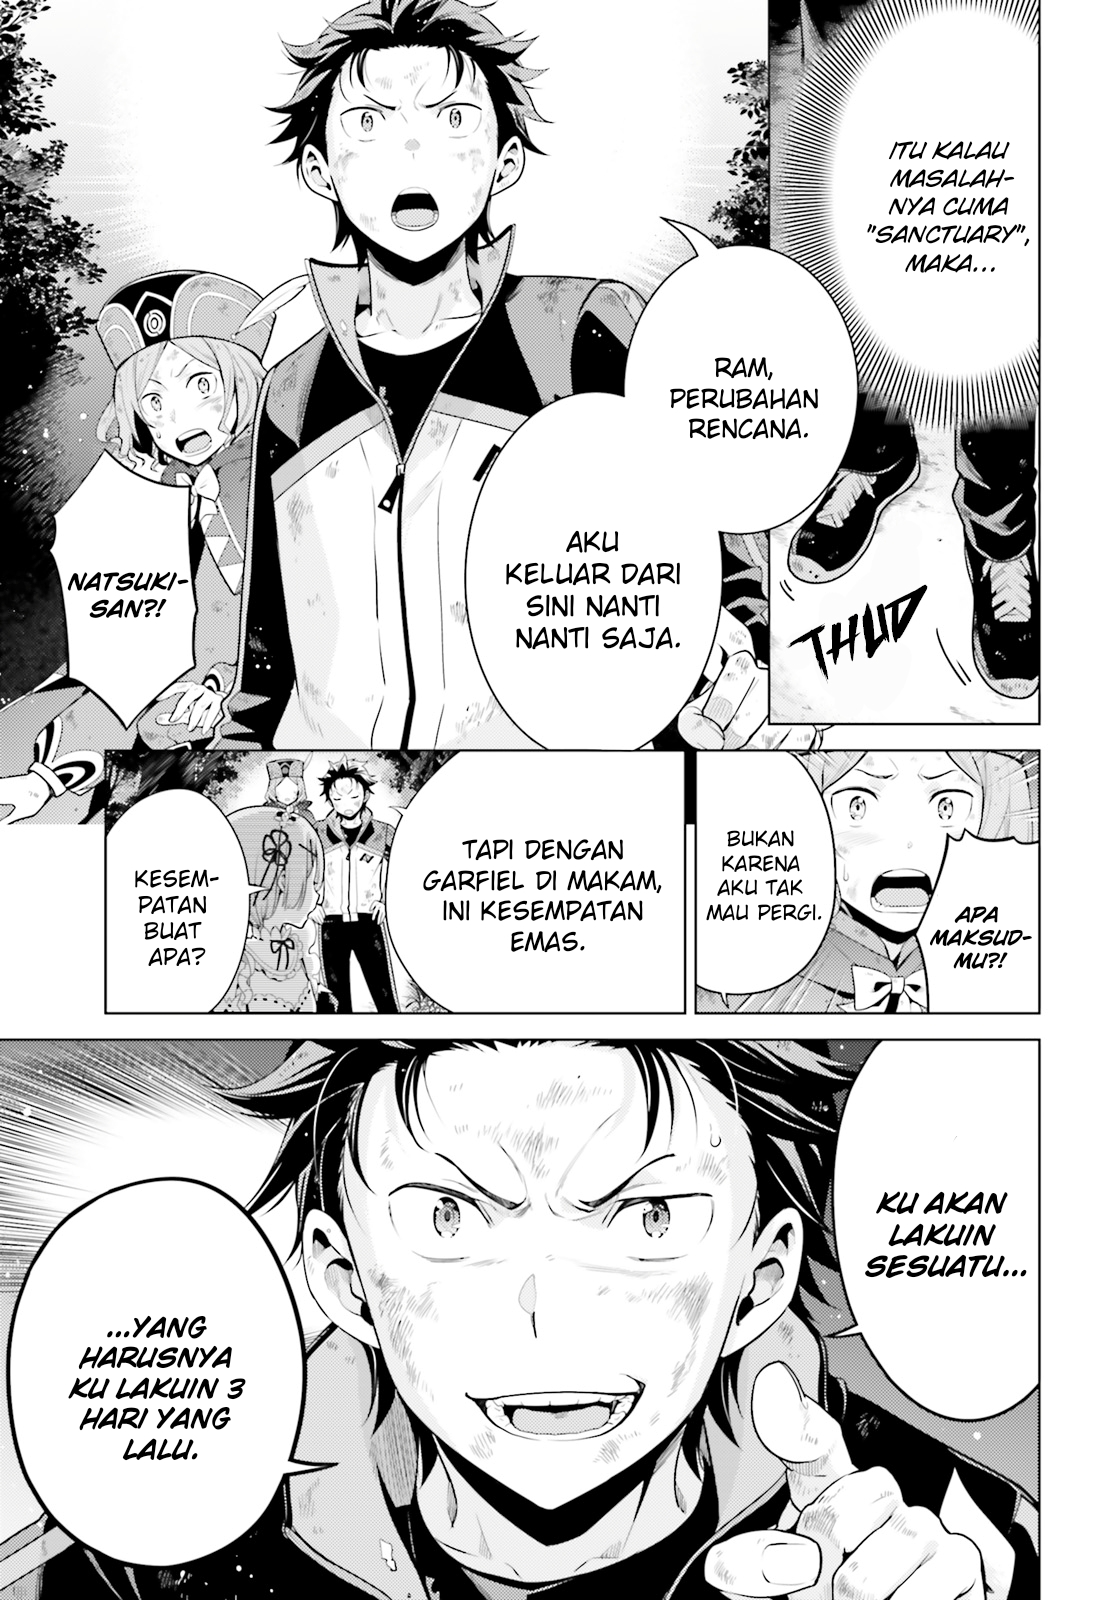 ITU KALAU
MASALAH-
NYA CUMA
"SANCTUARY",
MAKA...
THUD
RAM,
PERUBAHAN
RENCANA.
AKU
KELUAR DARI
SINI NANTI
NANTI SAJA.
NATSUKI-
SAN?!
APA
MAKSUD-
MU?!
BUKAN
KARENA
AKU TAK
MAU PERGI.
TAPI DENGAN
GARFIEL DI MAKAM,
INI KESEMPATAN
EMAS.
KESEM-
PATAN
BUAT
APA?
KU AKAN
LAKUIN
SESUATU...
...YANG
HARUSNYA
KU LAKUIN 3
HARI YANG
LALU.